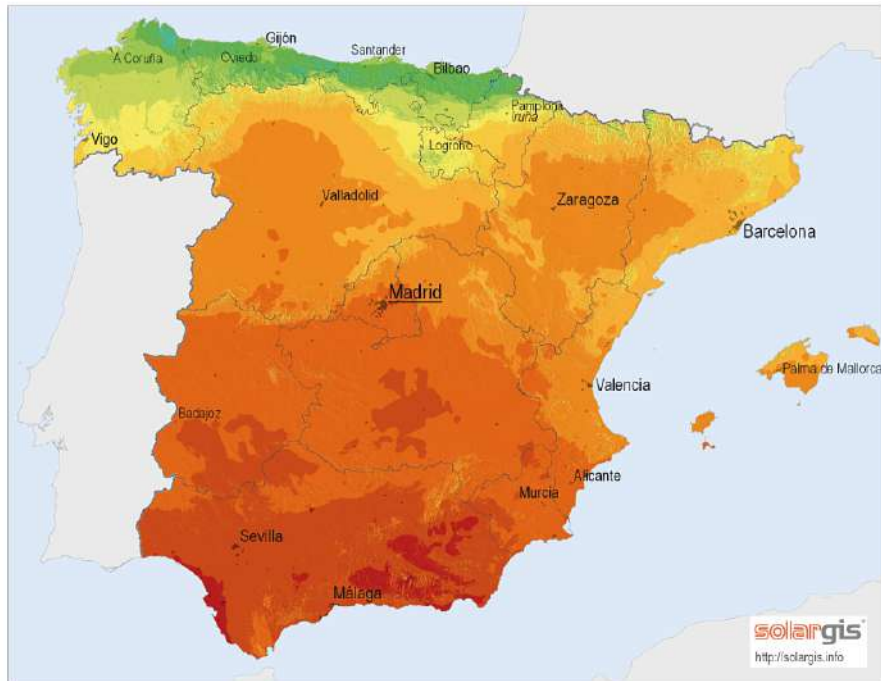 Gijón
Santander
A Coruña
Oviedo
Bilbao
Pamplona
Iruña
Vigo
Logroño
Valladolid
Zaragoza
Barcelona
Madrid
Palma de Mallorca
Valencia
Badajoz
Alicante
Murcia
Sevilla
Málaga
solargis
http://solargis.info